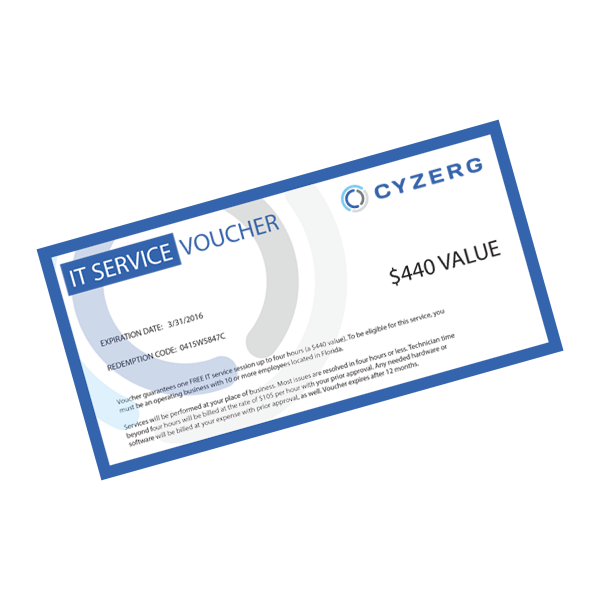 CYZERG
IT SERVICE VOUCHER
$440 VALUE
EXPIRATION DATE: 3/31/2016
REDEMPTION CODE: 0415WS847C
Voucher guarantees one FREE IT service session up to four hours (a $440 value). To be eligible for this service, you
must be an operating business with 10 or more employees located in Florida.
Services will be performed at your place of business. Most issues are resolved in four hours or less. Technician time
beyond four hours will be billed at the rate of $105 per hour with your prior approval. Any needed hardware or
software will be billed at your expense with prior approval, as well. Voucher expires after 12 months.